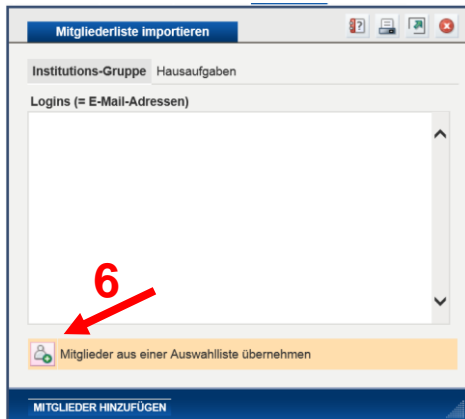 Mitgliederliste importieren
Institutions-Gruppe Hausaufgaben
Logins (= E-Mail-Adressen)
6
Mitglieder aus einer Auswahlliste übernehmen
MITGLIEDER HINZUFÜGEN